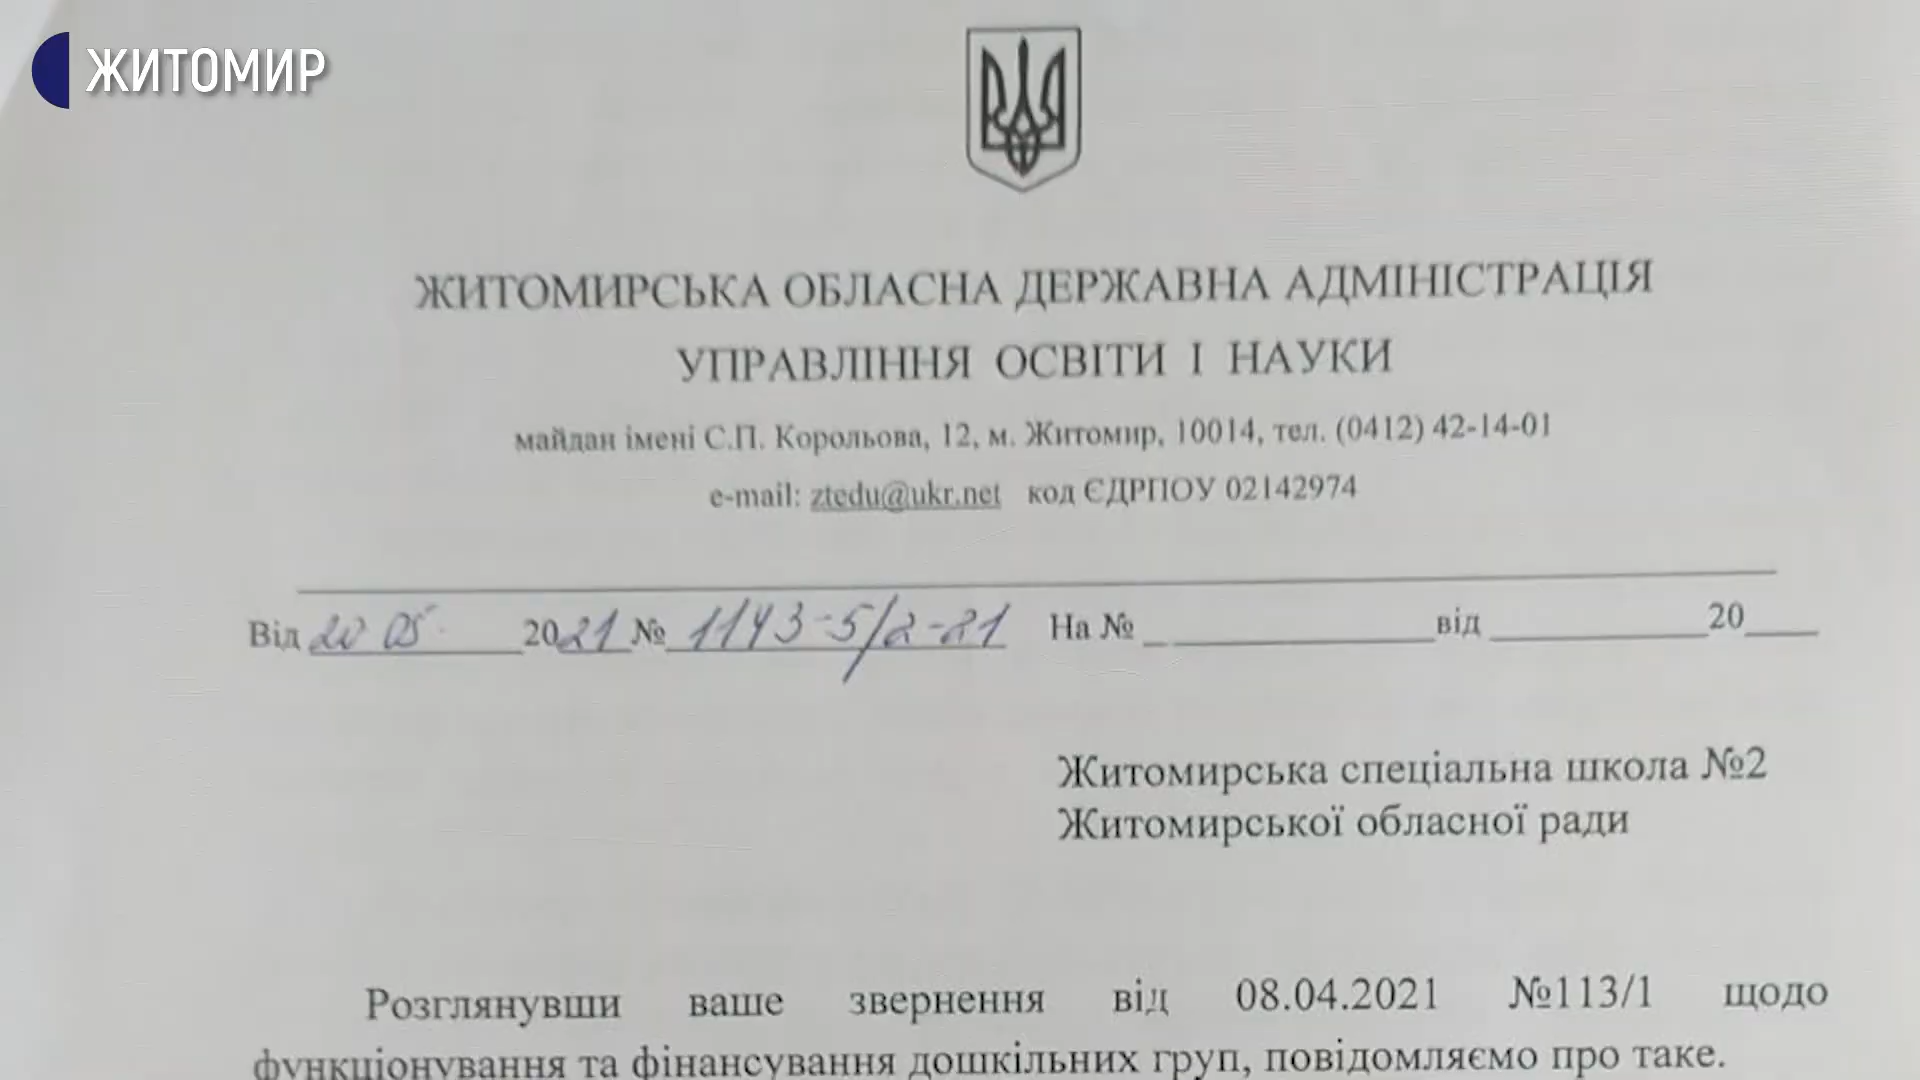 ЖИТОМИР
ЖИТОМИРСЬКА ОБЛАСНА ДЕРЖАВНА АДМІНІСТРАЦІЯ
УПРАВЛІННЯ ОСВІТИ І НАУКИ
майдан імені С.П. Корольова, 12, м. Житомир, 10014, тел. (0412) 42-14-01
e-mail: ztedu@ukr.net код ЄДРПОУ 02142974
Від 20 05. 2021 № 1143-5/2-21 На № _ ____________ від __________ 20___
Житомирська спеціальна школа №2
Житомирської обласної ради
Розглянувши ваше звернення від 08.04.2021 №113/1 щодо
функціонування та фінансування дошкільних груп, повідомляємо про таке.